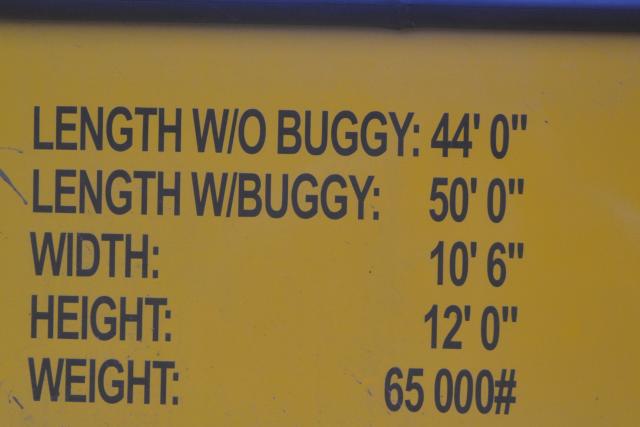 LENGTH W/O BUGGY: 44' 0"
LENGTH W/BUGGY: 50' 0"
WIDTH: 10' 6"
HEIGHT: 12' 0"
WEIGHT: 65 000#